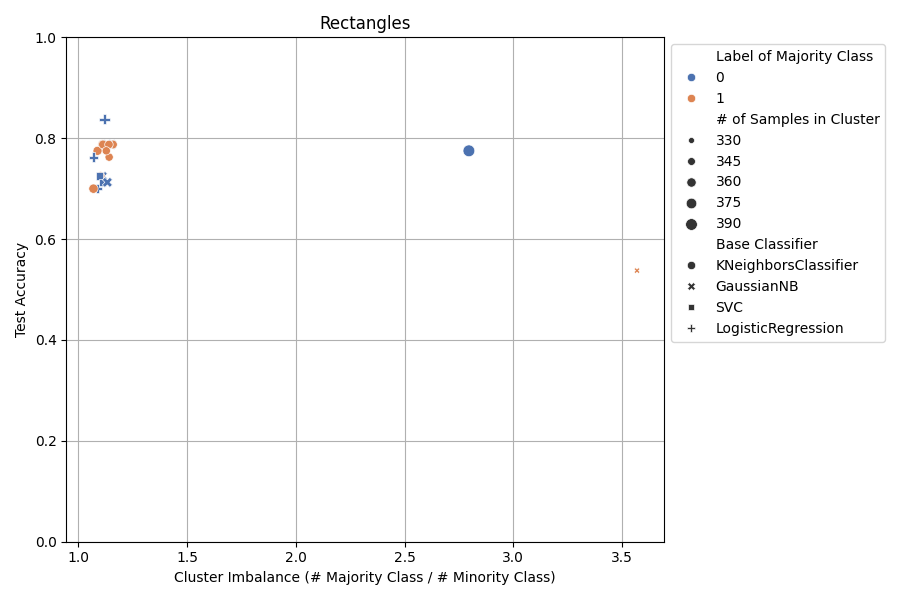 Rectangles
1.0
0.8
0.6
0.4
0.2
0.0
Test Accuracy
1.0 1.5 2.0 2.5 3.0 3.5
Cluster Imbalance (# Majority Class / # Minority Class)
Label of Majority Class
0
1
# of Samples in Cluster
330
345
360
375
390
Base Classifier
KNeighborsClassifier
GaussianNB
SVC
LogisticRegression